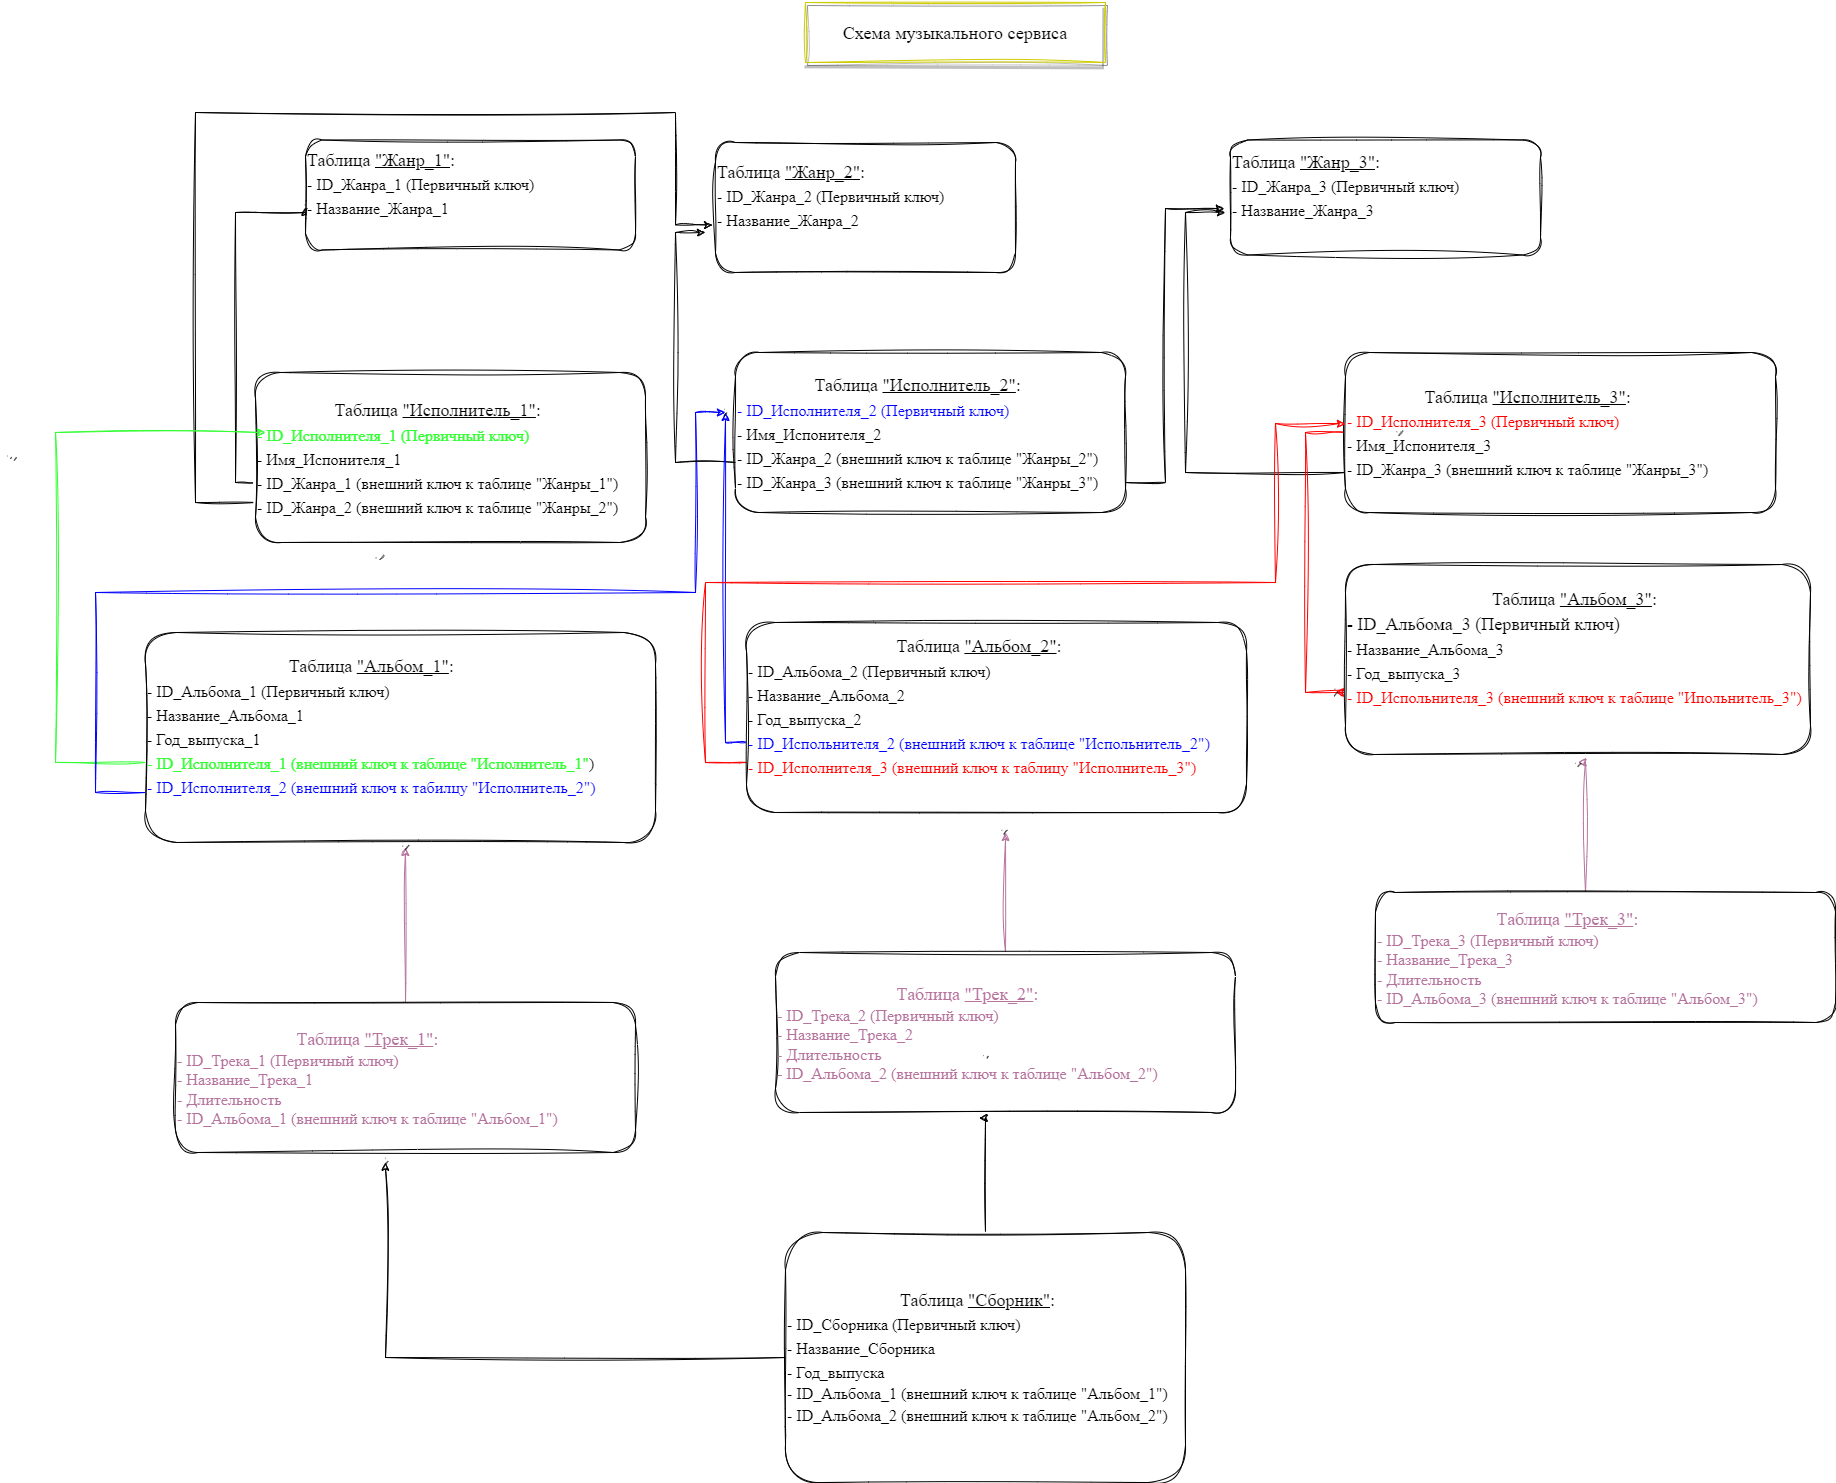 Схема музыкального сервиса
Таблица "Жанр_1":
- ID_Жанра_1 (Первичный ключ)
- Название_Жанра_1
Таблица "Жанр_2":
- ID_Жанра_2 (Первичный ключ)
- Название_Жанра_2
Таблица "Жанр_3":
- ID_Жанра_3 (Первичный ключ)
- Название_Жанра_3
Таблица "Исполнитель_1":
- ID_Исполнителя_1 (Первичный ключ)
- Имя_Испонителя_1
- ID_Жанра_1 (внешний ключ к таблице "Жанры_1")
- ID_Жанра_2 (внешний ключ к таблице "Жанры_2")
Таблица "Исполнитель_2":
- ID_Исполнителя_2 (Первичный ключ)
- Имя_Испонителя_2
- ID_Жанра_2 (внешний ключ к таблице "Жанры_2")
- ID_Жанра_3 (внешний ключ к таблице "Жанры_3")
Таблица "Исполнитель_3":
- ID_Исполнителя_3 (Первичный ключ)
- Имя_Испонителя_3
- ID_Жанра_3 (внешний ключ к таблице "Жанры_3")
Таблица "Альбом_1":
- ID_Альбома_1 (Первичный ключ)
- Название_Альбома_1
- Год_выпуска_1
- ID_Исполнителя_1 (внешний ключ к таблице "Исполнитель_1")
- ID_Исполнителя_2 (внешний ключ к табилцу "Исполнитель_2")
Таблица "Альбом_2":
- ID_Альбома_2 (Первичный ключ)
- Название_Альбома_2
- Год_выпуска_2
- ID_Испольнителя_2 (внешний ключ к таблице "Испольнитель_2")
- ID_Исполнителя_3 (внешний ключ к таблицу "Исполнитель_3")
Таблица "Альбом_3":
- ID_Альбома_3 (Первичный ключ)
- Название_Альбома_3
- Год_выпуска_3
- ID_Испольнителя_3 (внешний ключ к таблице "Ипольнитель_3")
Таблица "Трек_1":
- ID_Трека_1 (Первичный ключ)
- Название_Трека_1
- Длительность
- ID_Альбома_1 (внешний ключ к таблице "Альбом_1")
Таблица "Трек_2":
- ID_Трека_2 (Первичный ключ)
- Название_Трека_2
- Длительность
- ID_Альбома_2 (внешний ключ к таблице "Альбом_2")
Таблица "Трек_3":
- ID_Трека_3 (Первичный ключ)
- Название_Трека_3
- Длительность
- ID_Альбома_3 (внешний ключ к таблице "Альбом_3")
Таблица "Сборник":
- ID_Сборника (Первичный ключ)
- Название_Сборника
- Год_выпуска
- ID_Альбома_1 (внешний ключ к таблице "Альбом_1")
- ID_Альбома_2 (внешний ключ к таблице "Альбом_2")